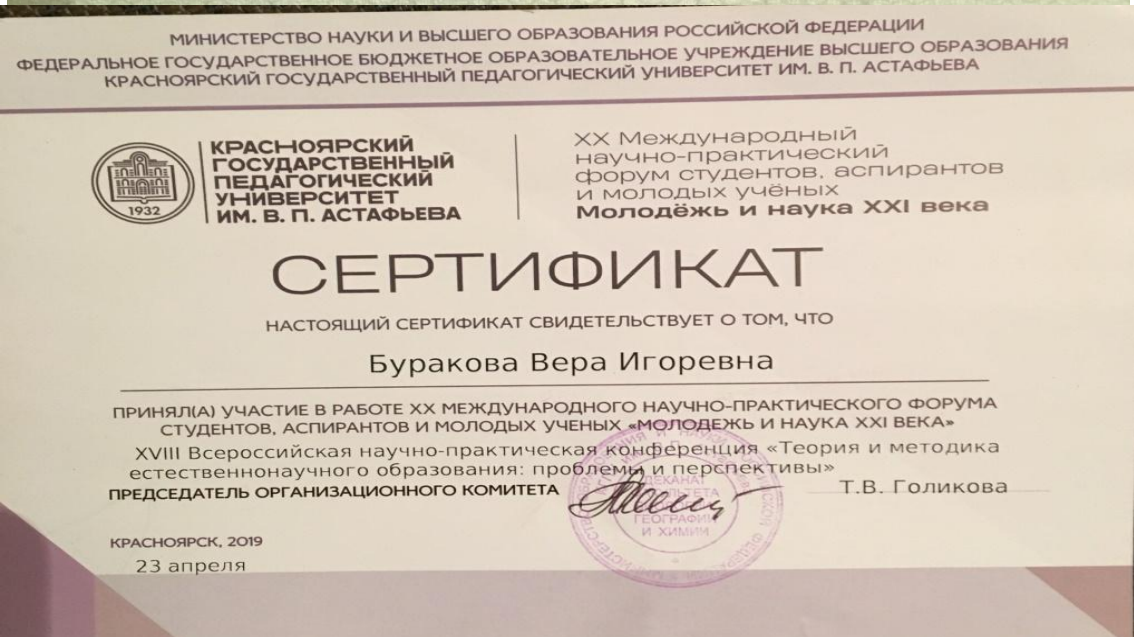 МИНИСТЕРСТВО НАУКИ И ВЫСШЕГО ОБРАЗОВАНИЯ РОССИЙСКОЙ ФЕДЕРАЦИИ
ФЕДЕРАЛЬНОЕ ГОСУДАРСТВЕННОЕ БЮДЖЕТНОЕ ОБРАЗОВАТЕЛЬНОЕ УЧРЕЖДЕНИЕ ВЫСШЕГО ОБРАЗОВАНИЯ
КРАСНОЯРСКИЙ ГОСУДАРСТВЕННЫЙ ПЕДАГОГИЧЕСКИЙ УНИВЕРСИТЕТ ИМ. В. П. АСТАФЬЕВА
1932
КРАСНОЯРСКИЙ
ГОСУДАРСТВЕННЫЙ
ПЕДАГОГИЧЕСКИЙ
УНИВЕРСИТЕТ
ИМ. В. П. АСТАФЬЕВА
XX Международный
научно-практический
форум студентов, аспирантов
и молодых учёных
Молодёжь и наука XXI века
СЕРТИФИКАТ
НАСТОЯЩИЙ СЕРТИФИКАТ СВИДЕТЕЛЬСТВУЕТ О ТОМ, ЧТО
Буракова Вера Игоревна
ПРИНЯЛ(А) УЧАСТИЕ В РАБОТЕ XX МЕЖДУНАРОДНОГО НАУЧНО-ПРАКТИЧЕСКОГО ФОРУМА
СТУДЕНТОВ, АСПИРАНТОВ И МОЛОДЫХ УЧЕНЫХ «МОЛОДЕЖЬ И НАУКА XXI ВЕКА»
XVIII Всероссийская научно-практическая конференция «Теория и методика
естественнонаучного образования: проблемы и перспективы»
ПРЕДСЕДАТЕЛЬ ОРГАНИЗАЦИОННОГО КОМИТЕТА
Т.В. Голикова
ДЕКАНАТ
ГЕОГРАФИИ
И ХИМИИ
КРАСНОЯРСК, 2019
23 апреля